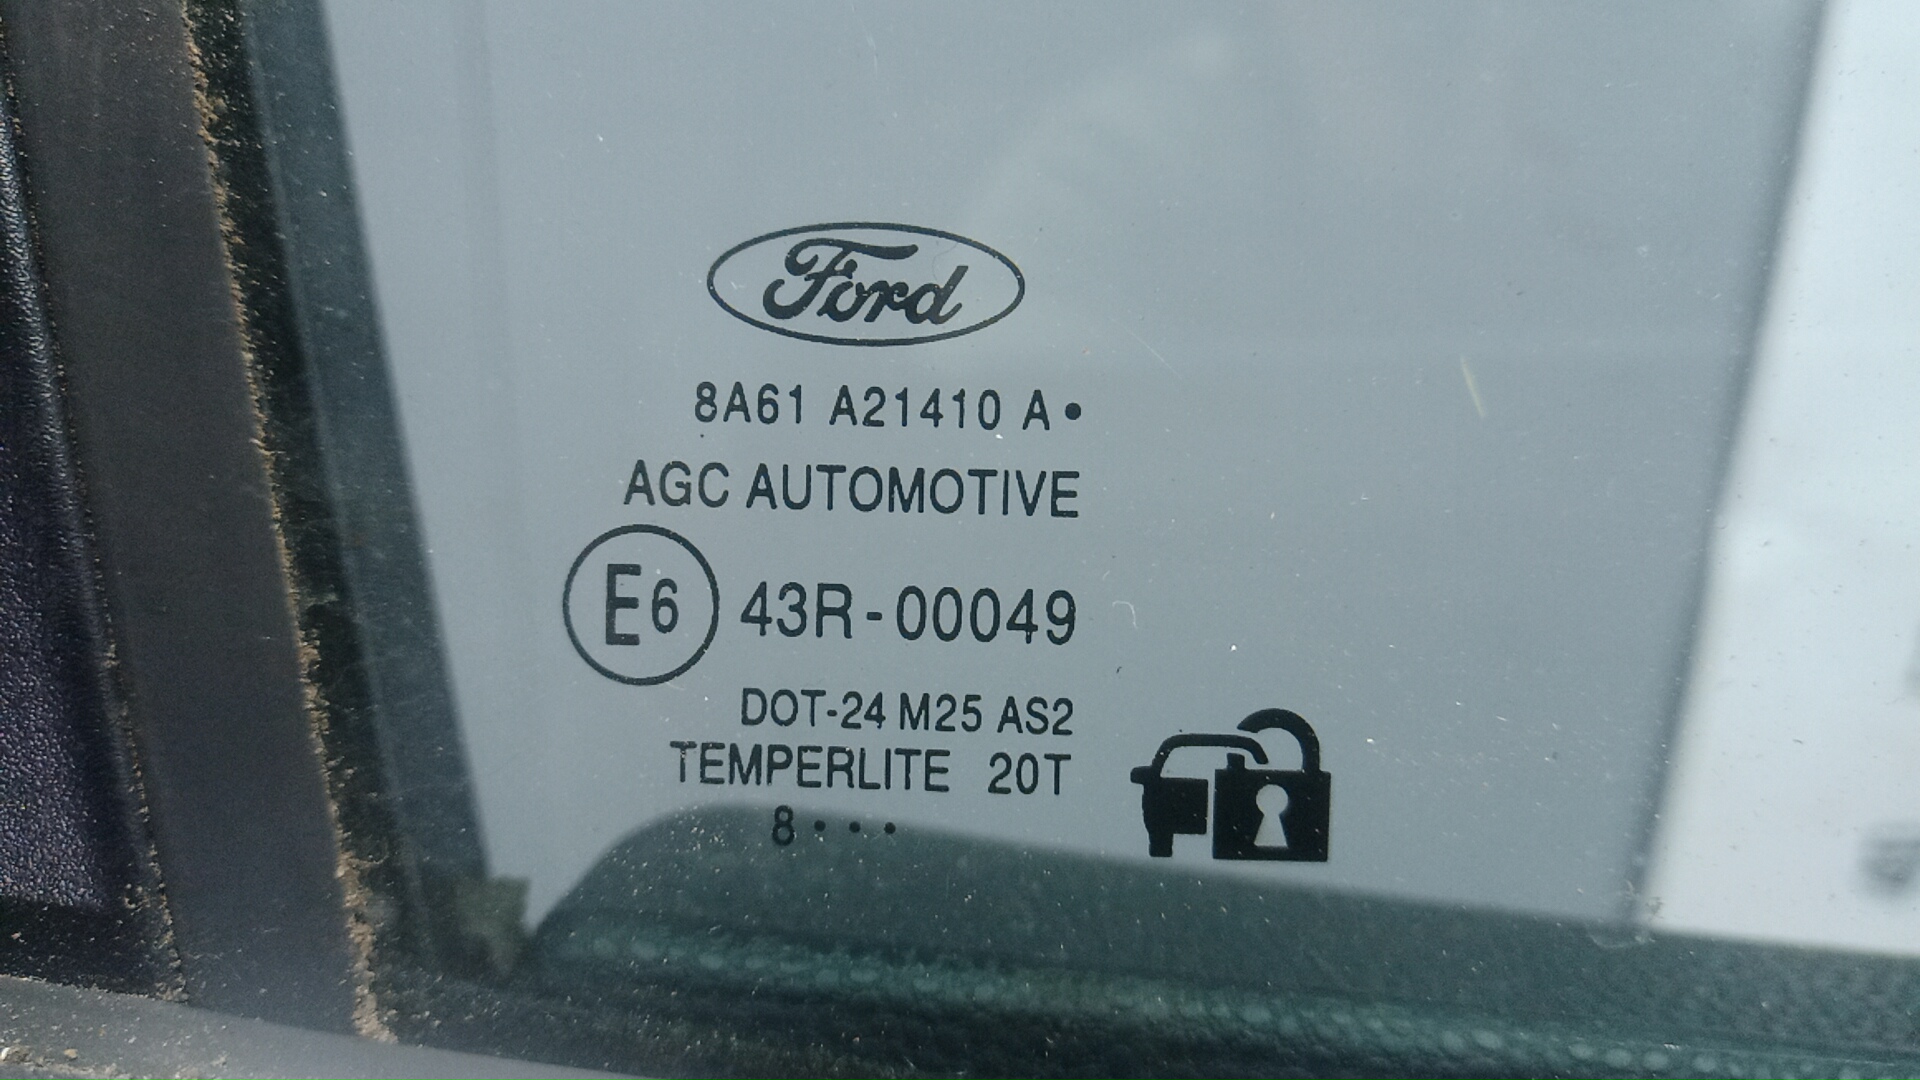 Ford
8A61 A21410 A•
AGC AUTOMOTIVE
E6 43R-00049
DOT-24 M25 AS2
TEMPERLITE 20T
8• • •